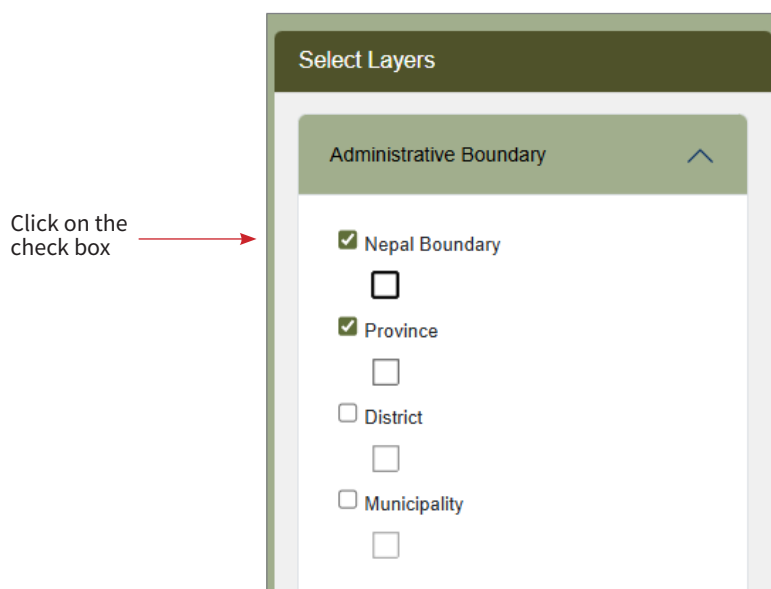 Select Layers
Administrative Boundary
Click on the
check box
Nepal Boundary
Province
District
Municipality